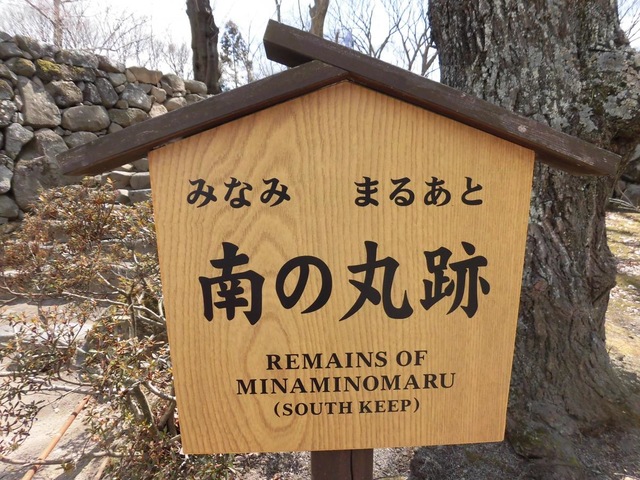 みなみ　まるあと
南の丸跡
REMAINS OF
MINAMINOMARU
(SOUTH KEEP)